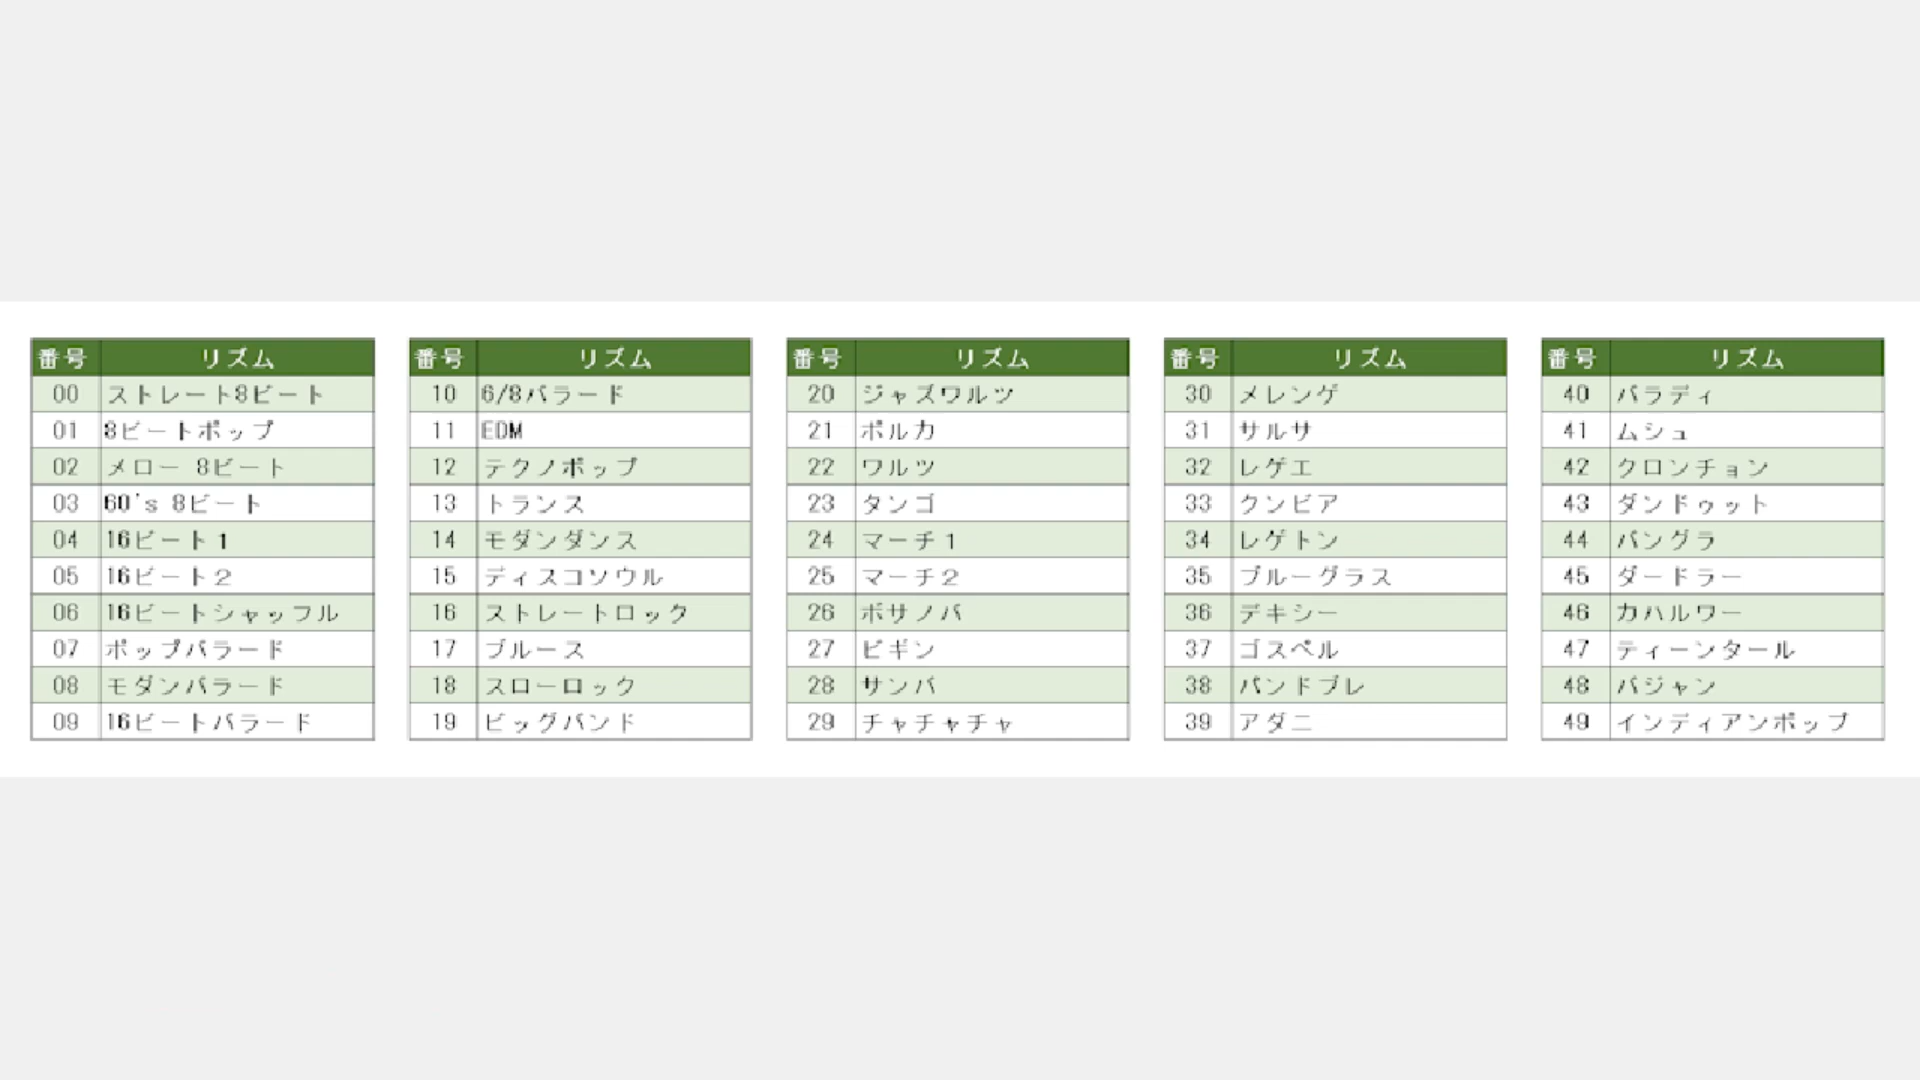 番号 リズム
00 ストレート8ビート
01 8ビートポップ
02 メロー 8ビート
03 60's 8ビート
04 16ビート1
05 16ビート2
06 16ビートシャッフル
07 ポップバラード
08 モダンバラード
09 16ビートバラード
番号 リズム
10 6/8バラード
11 EDM
12 テクノポップ
13 トランス
14 モダンダンス
15 ディスコソウル
16 ストレートロック
17 ブルース
18 スローロック
19 ビッグバンド
番号 リズム
20 ジャズワルツ
21 ポルカ
22 ワルツ
23 タンゴ
24 マーチ1
25 マーチ2
26 ボサノバ
27 ビギン
28 サンバ
29 チャチャチャ
番号 リズム
30 メレンゲ
31 サルサ
32 レゲエ
33 クンビア
34 レゲトン
35 ブルーグラス
36 デキシー
37 ゴスペル
38 パンドブレ
39 アダニ
番号 リズム
40 バラディ
41 ムシュ
42 クロンチョン
43 ダンドゥット
44 バングラ
45 ダードラー
46 カハルワー
47 ティーンタール
48 バジャン
49 インディアンポップ